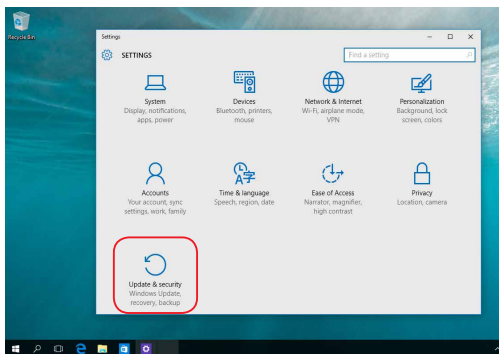 Recycle Bin
Settings
SETTINGS
Find a setting
System
Display, notifications,
apps, power
Devices
Bluetooth, printers,
mouse
Network & Internet
Wi-Fi, airplane mode,
VPN
Personalization
Background, lock
screen, colors
Accounts
Your account, sync
settings, work, family
Time & language
Speech, region, date
Ease of Access
Narrator, magnifier,
high contrast
Privacy
Location, camera
Update & security
Windows Update,
recovery, backup